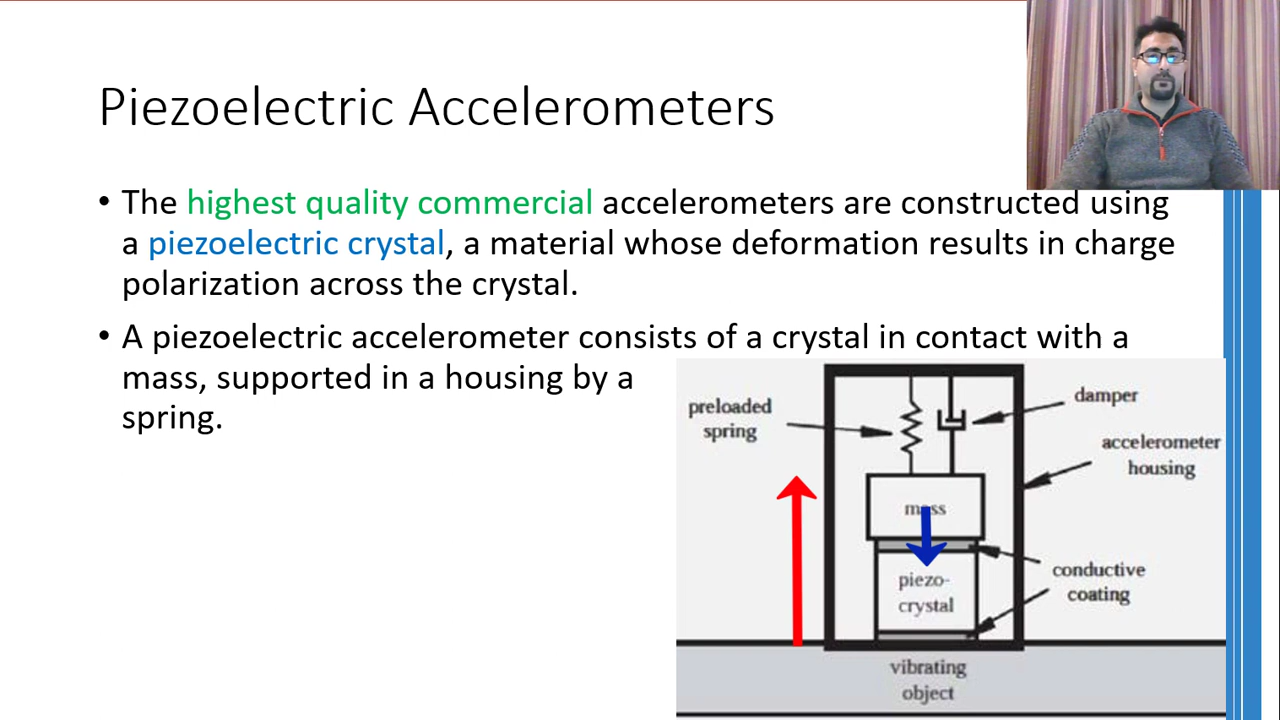 Piezoelectric Accelerometers
• The highest quality commercial accelerometers are constructed using
a piezoelectric crystal, a material whose deformation results in charge
polarization across the crystal.
• A piezoelectric accelerometer consists of a crystal in contact with a
mass, supported in a housing by a
spring.
preloaded
spring
damper
accelerometer
housing
mass
piezo-
crystal
conductive
coating
vibrating
object